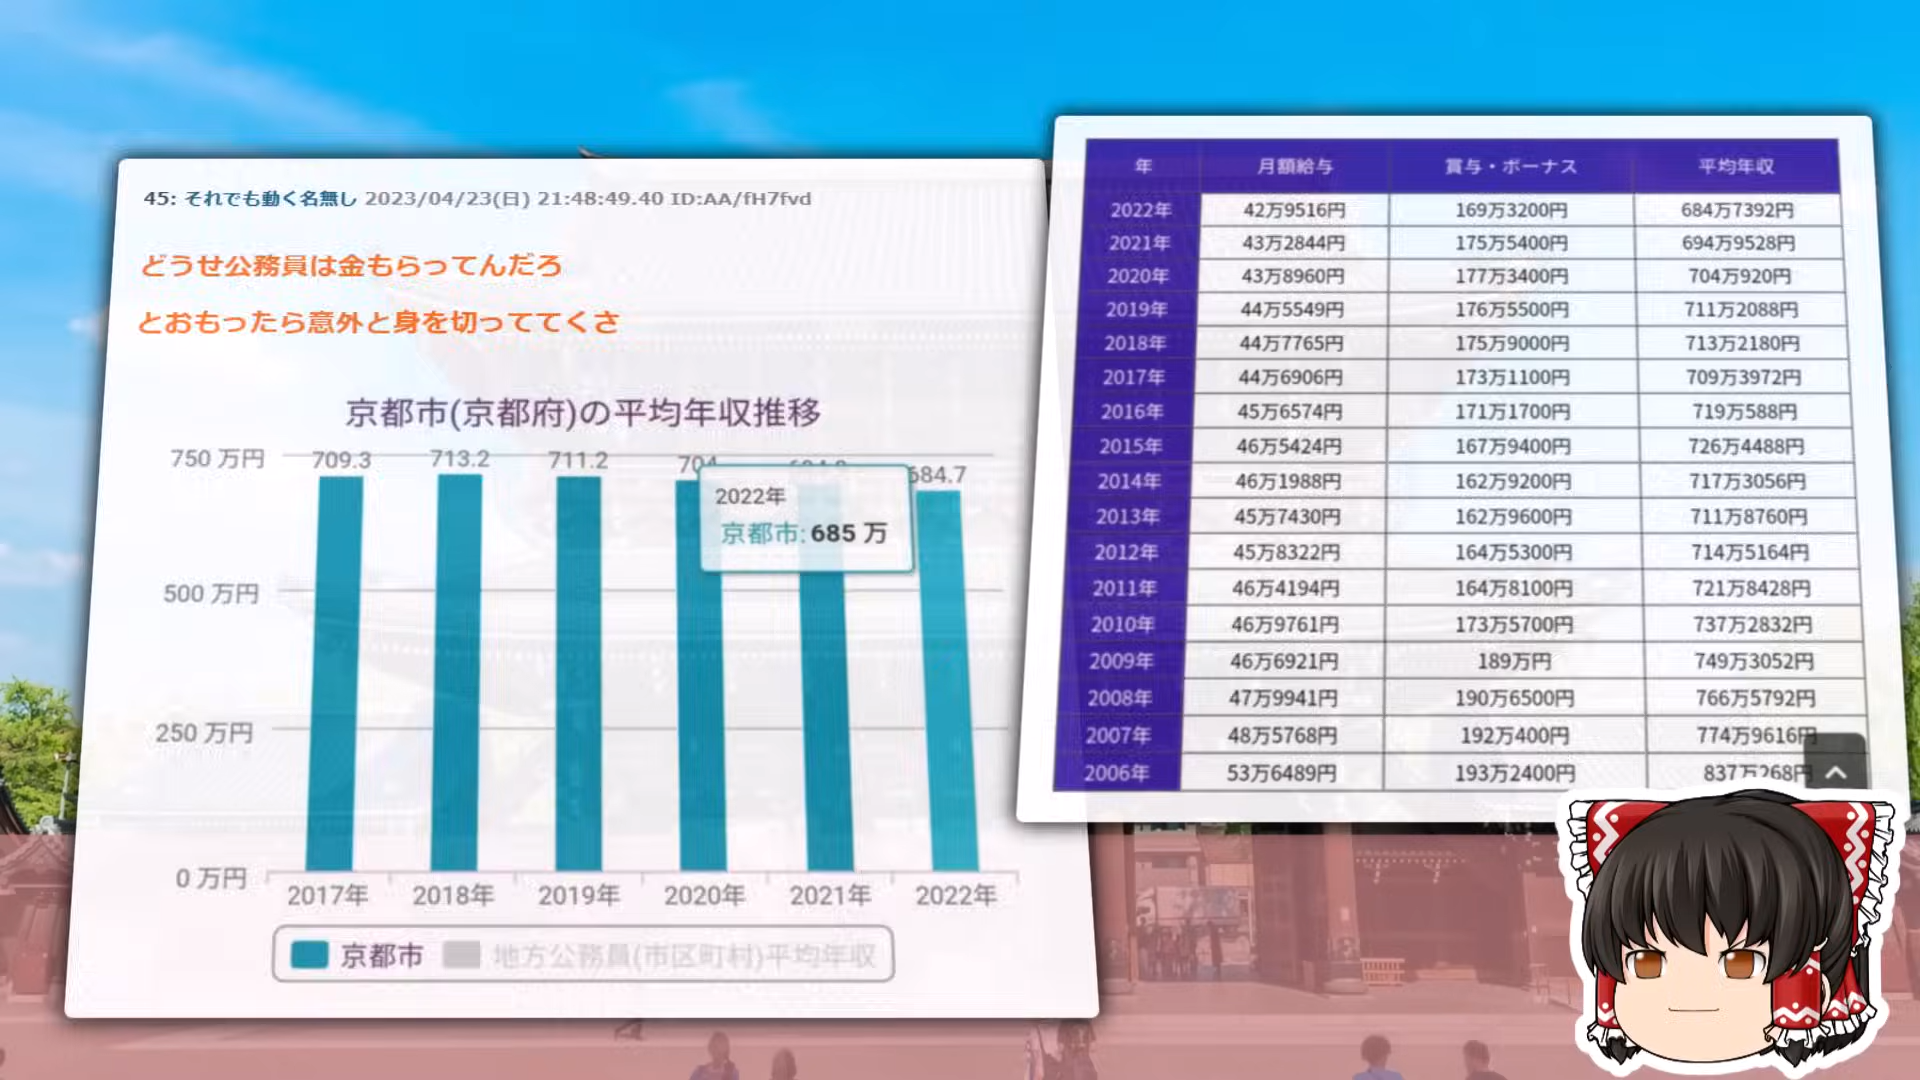 45: それでも動く名無し 2023/04/23(日) 21:48:49.40 ID:AA/fH7fvd
どうせ公務員は金もらってんだろ
とおもったら意外と身を切っててくさ
京都市(京都府)の平均年収推移
750 万円
709.3 713.2 711.2 704 684.7
2022年
京都市: 685 万
500 万円
250 万円
0 万円
2017年 2018年 2019年 2020年 2021年 2022年
京都市 地方公務員(市区町村)平均年収
年 月額給与 賞与・ボーナス 平均年収
2022年 42万9516円 169万3200円 684万7392円
2021年 43万2844円 175万5400円 694万9528円
2020年 43万8960円 177万3400円 704万920円
2019年 44万5549円 176万5500円 711万2088円
2018年 44万7765円 175万9000円 713万2180円
2017年 44万6906円 173万1100円 709万3972円
2016年 45万6574円 171万1700円 719万588円
2015年 46万5424円 167万9400円 726万4488円
2014年 46万1988円 162万9200円 717万3056円
2013年 45万7430円 162万9600円 711万8760円
2012年 45万8322円 164万5300円 714万5164円
2011年 46万4194円 164万8100円 721万8428円
2010年 46万9761円 173万5700円 737万2832円
2009年 46万6921円 189万円 749万3052円
2008年 47万9941円 190万6500円 766万5792円
2007年 48万5768円 192万400円 774万9616円
2006年 53万6489円 193万2400円 837万268円